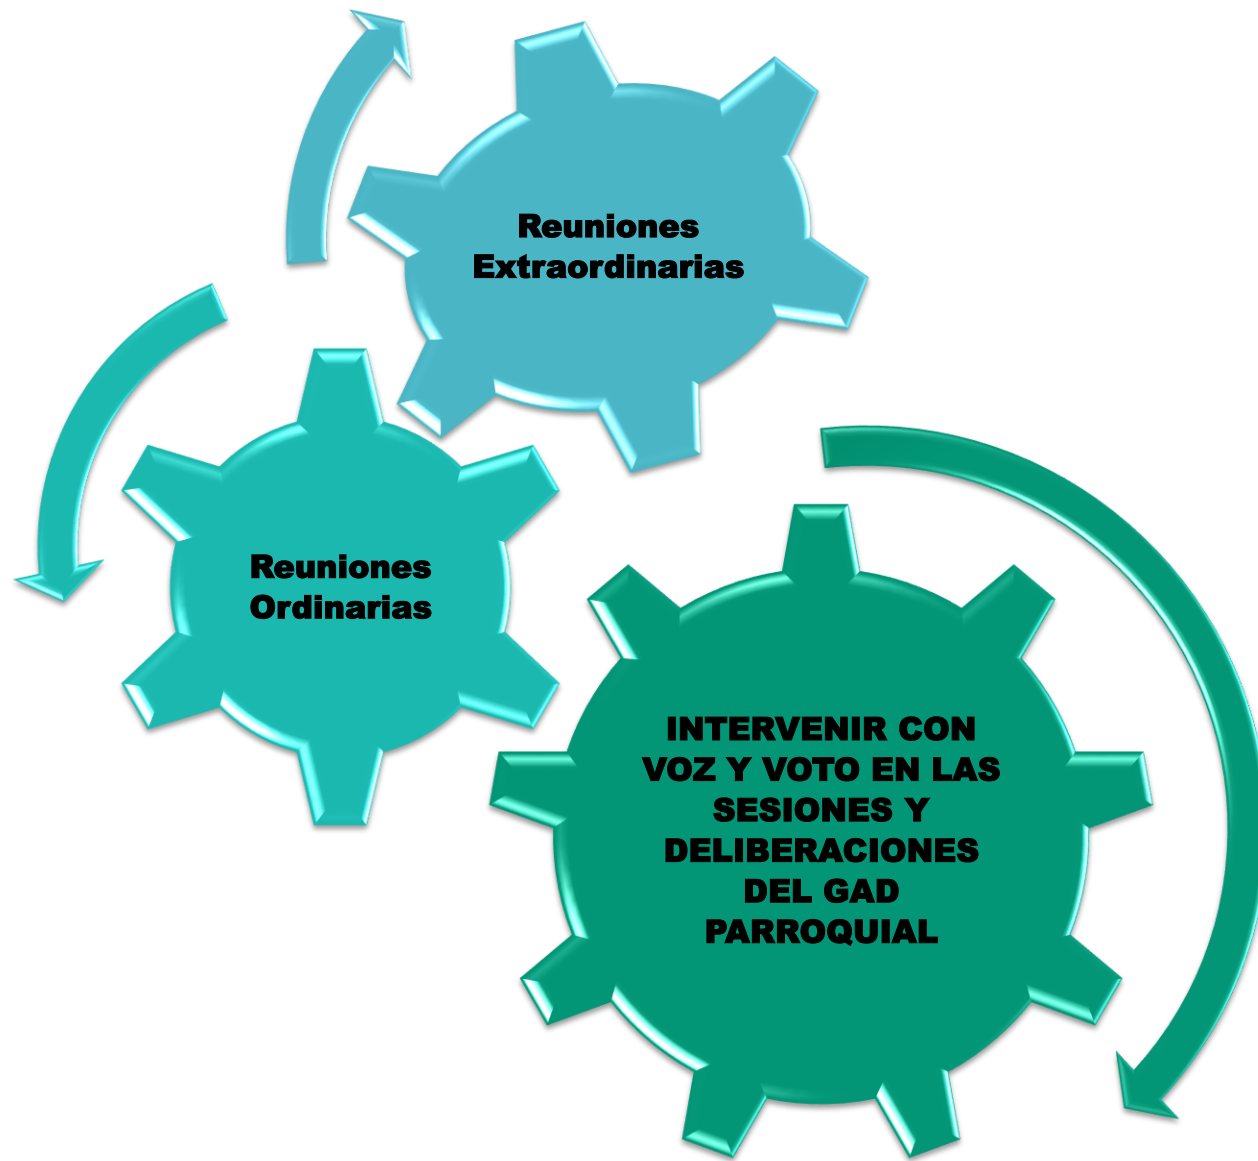 Reuniones
Extraordinarias
Reuniones
Ordinarias
INTERVENIR CON
VOZ Y VOTO EN LAS
SESIONES Y
DELIBERACIONES
DEL GAD
PARROQUIAL